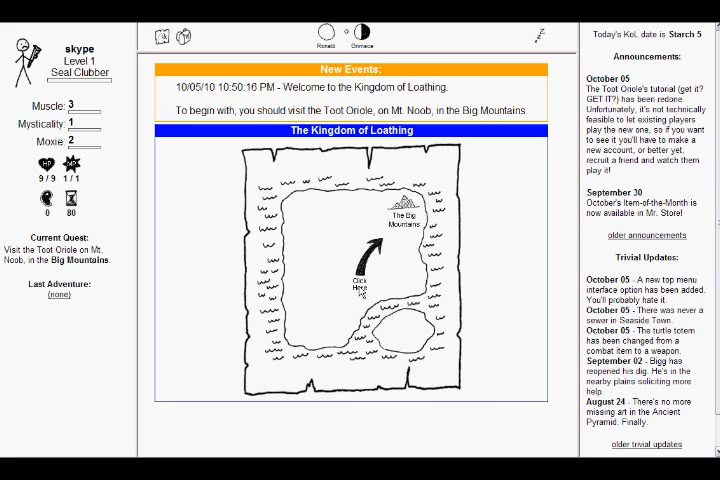 skype
Level 1
Seal Clubber
Muscle: 3
Mysticality: 1
Moxie: 2
HP MP
9 / 9 1 / 1
0 80
Current Quest:
Visit the Toot Oriole on Mt.
Noob, in the Big Mountains.
Last Adventure:
(none)
Ronald Grimace
New Events:
10/05/10 10:50:16 PM - Welcome to the Kingdom of Loathing.
To begin with, you should visit the Toot Oriole, on Mt. Noob, in the Big Mountains.
The Kingdom of Loathing
The Big
Mountains
Click
Here
Today's KoL date is Starch 5
Announcements:
October 05
The Toot Oriole's tutorial (get it?
GET IT?) has been redone.
Unfortunately, it's not technically
feasible to let existing players
play the new one, so if you want
to see it you'll have to make a
new account, or better yet,
recruit a friend and watch them
play it!
September 30
October's Item-of-the-Month is
now available in Mr. Store!
older announcements
Trivial Updates:
October 05 - A new top menu
interface option has been added.
You'll probably hate it.
October 05 - There was never a
sewer in Seaside Town.
October 05 - The turtle totem
has been changed from a
combat item to a weapon.
September 02 - Bigg has
reopened his dig. He's in the
nearby plains soliciting more
help.
August 24 - There's no more
missing art in the Ancient
Pyramid. Finally.
older trivial updates